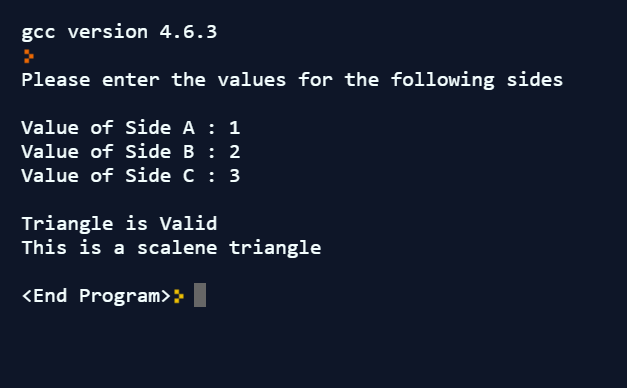 gcc version 4.6.3
Please enter the values for the following sides
Value of Side A : 1
Value of Side B : 2
Value of Side C : 3
Triangle is Valid
This is a scalene triangle
<End Program>